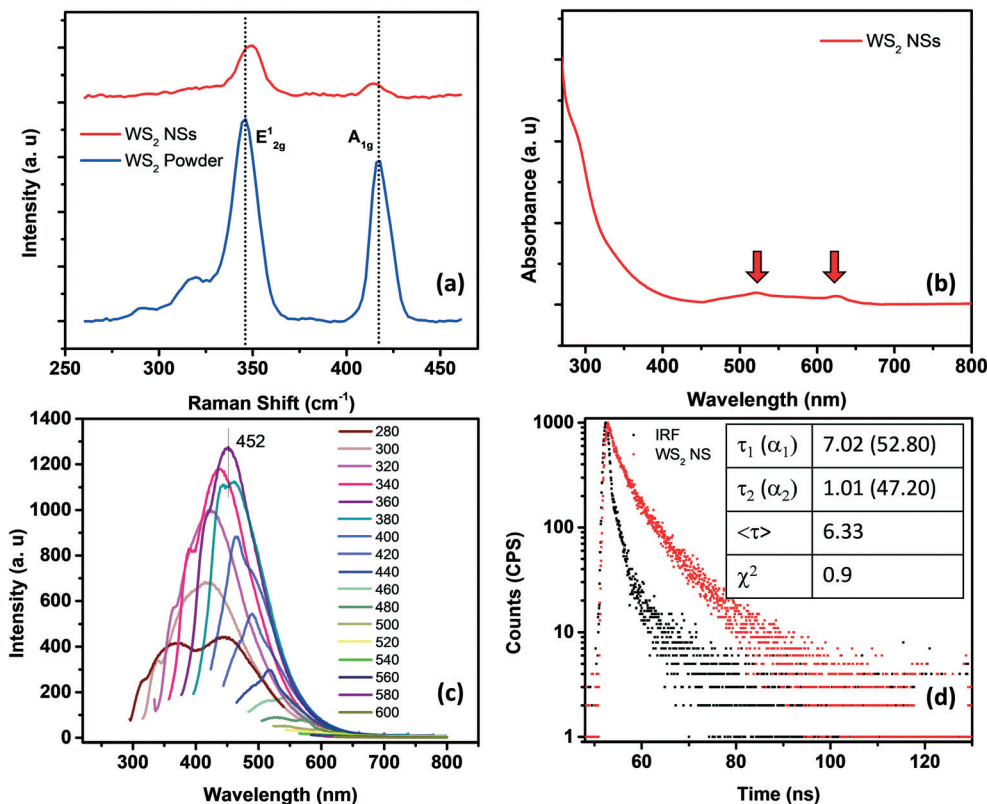 WS₂ NSs
WS₂ Powder
E¹₂g
A₁g
(a)
Intensity (a. u)
250 300 350 400 450
Raman Shift (cm⁻¹)
WS₂ NSs
(b)
Absorbance (a. u)
300 400 500 600 700 800
Wavelength (nm)
1400
1200
1000
800
600
400
200
0
452
280
300
320
340
360
380
400
420
440
460
480
500
520
540
560
580
600
(c)
Intensity (a. u)
300 400 500 600 700 800
Wavelength (nm)
1000
100
10
1
IRF
WS₂ NS
τ₁ (α₁) 7.02 (52.80)
τ₂ (α₂) 1.01 (47.20)
<τ> 6.33
χ² 0.9
(d)
Counts (CPS)
60 80 100 120
Time (ns)